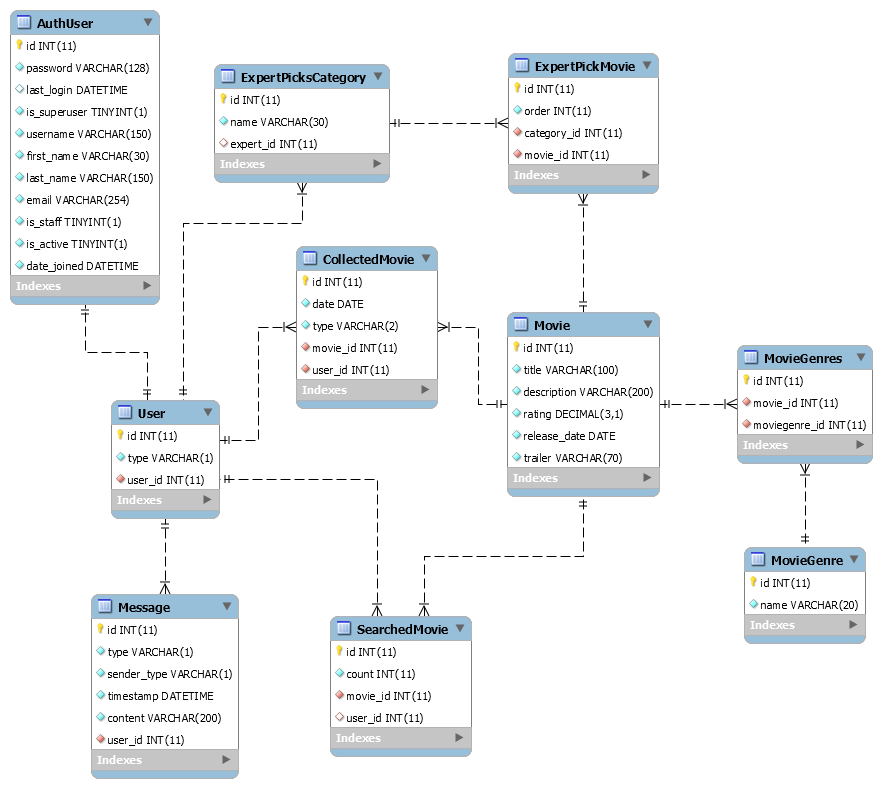 AuthUser
id INT(11)
password VARCHAR(128)
last_login DATETIME
is_superuser TINYINT(1)
username VARCHAR(150)
first_name VARCHAR(30)
last_name VARCHAR(150)
email VARCHAR(254)
is_staff TINYINT(1)
is_active TINYINT(1)
date_joined DATETIME
Indexes
ExpertPicksCategory
id INT(11)
name VARCHAR(30)
expert_id INT(11)
Indexes
ExpertPickMovie
id INT(11)
order INT(11)
category_id INT(11)
movie_id INT(11)
Indexes
CollectedMovie
id INT(11)
date DATE
type VARCHAR(2)
movie_id INT(11)
user_id INT(11)
Indexes
Movie
id INT(11)
title VARCHAR(100)
description VARCHAR(200)
rating DECIMAL(3,1)
release_date DATE
trailer VARCHAR(70)
Indexes
MovieGenres
id INT(11)
movie_id INT(11)
moviegenre_id INT(11)
Indexes
User
id INT(11)
type VARCHAR(1)
user_id INT(11)
Indexes
MovieGenre
id INT(11)
name VARCHAR(20)
Indexes
Message
id INT(11)
type VARCHAR(1)
sender_type VARCHAR(1)
timestamp DATETIME
content VARCHAR(200)
user_id INT(11)
Indexes
SearchedMovie
id INT(11)
count INT(11)
movie_id INT(11)
user_id INT(11)
Indexes